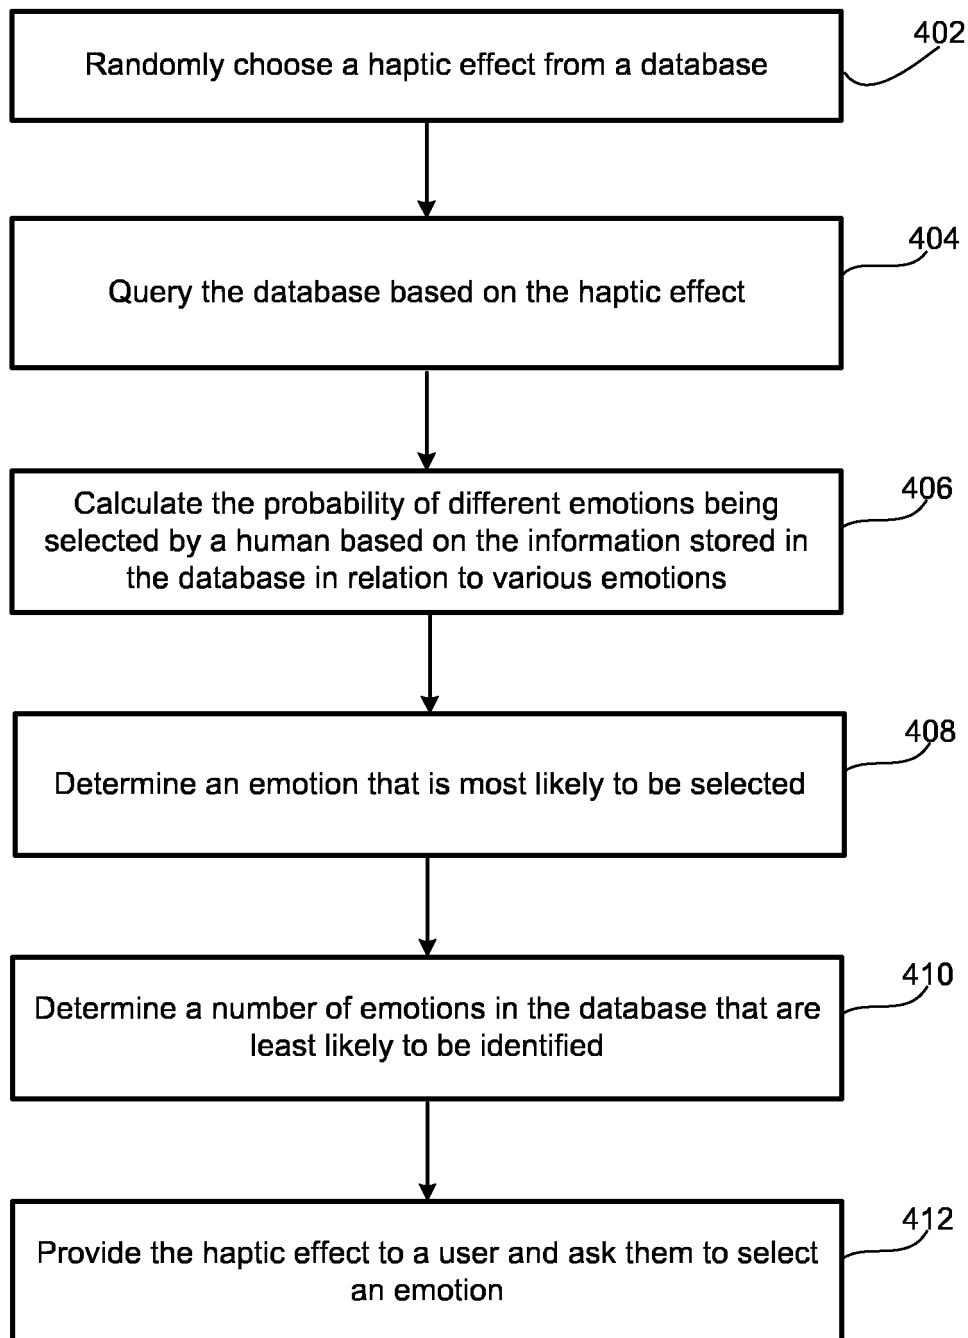 Randomly choose a haptic effect from a database
402
Query the database based on the haptic effect
404
Calculate the probability of different emotions being
selected by a human based on the information stored in
the database in relation to various emotions
406
Determine an emotion that is most likely to be selected
408
Determine a number of emotions in the database that are
least likely to be identified
410
Provide the haptic effect to a user and ask them to select
an emotion
412